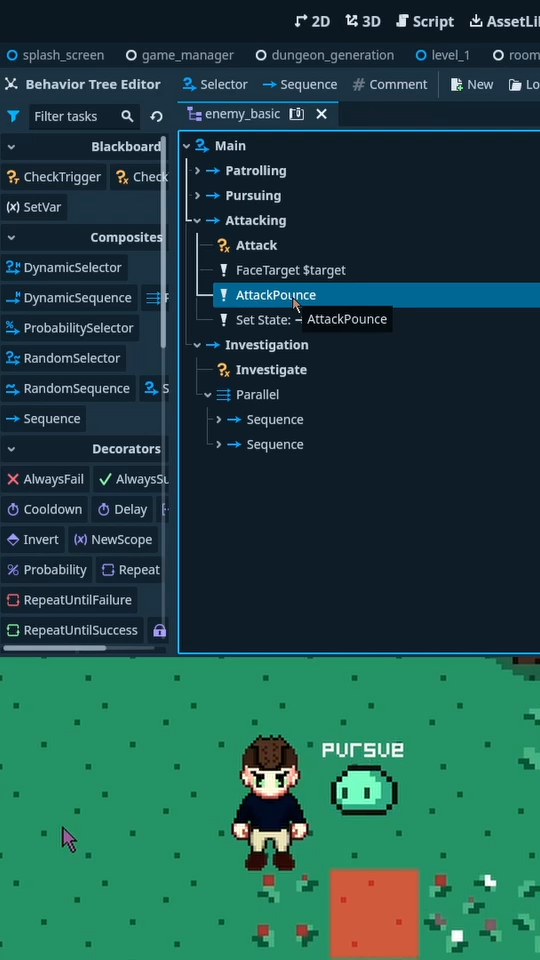 2D 3D Script AssetLi
splash_screen game_manager dungeon_generation level_1 room
Behavior Tree Editor Selector Sequence # Comment New Lo
Filter tasks enemy_basic
Blackboard
CheckTrigger Check
(x) SetVar
Composites
DynamicSelector
DynamicSequence
ProbabilitySelector
RandomSelector
RandomSequence S
Sequence
Decorators
AlwaysFail AlwaysSu
Cooldown Delay
Invert (x) NewScope
% Probability Repeat
RepeatUntilFailure
RepeatUntilSuccess
Main
Patrolling
Pursuing
Attacking
Attack
FaceTarget $target
AttackPounce
Set State: AttackPounce
Investigation
Investigate
Parallel
Sequence
Sequence
pursue